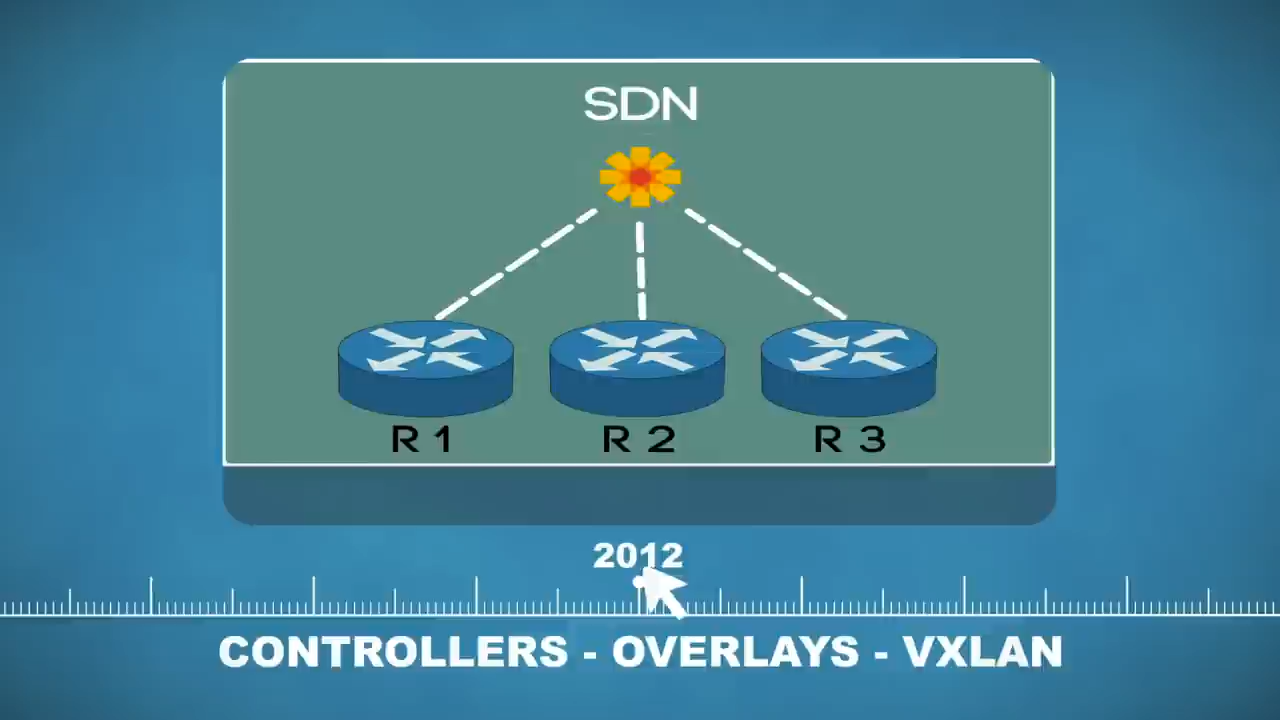 SDN
R 1 R 2 R 3
2012
CONTROLLERS - OVERLAYS - VXLAN